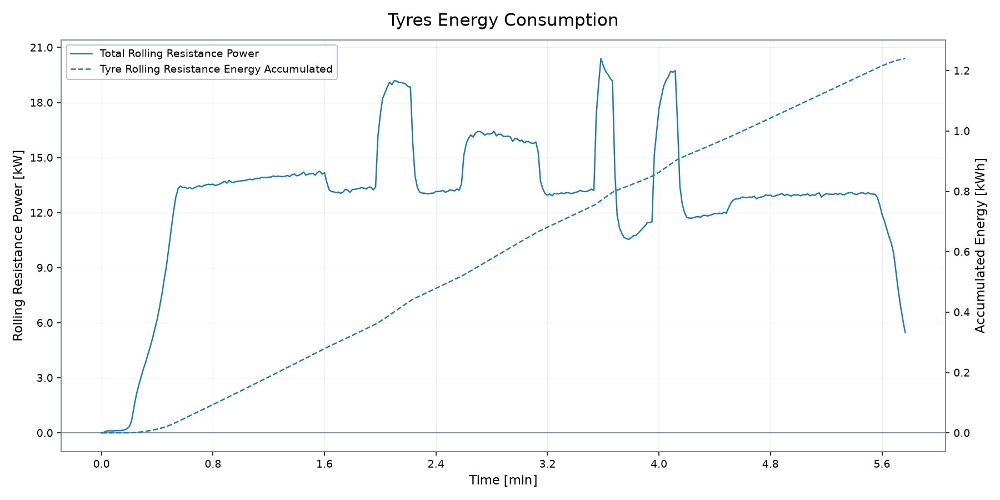 Tyres Energy Consumption
Total Rolling Resistance Power
Tyre Rolling Resistance Energy Accumulated
Rolling Resistance Power [kW]
21.0
18.0
15.0
12.0
9.0
6.0
3.0
0.0
1.2
1.0
0.8
0.6
0.4
0.2
0.0
Accumulated Energy [kWh]
0.0 0.8 1.6 2.4 3.2 4.0 4.8 5.6
Time [min]